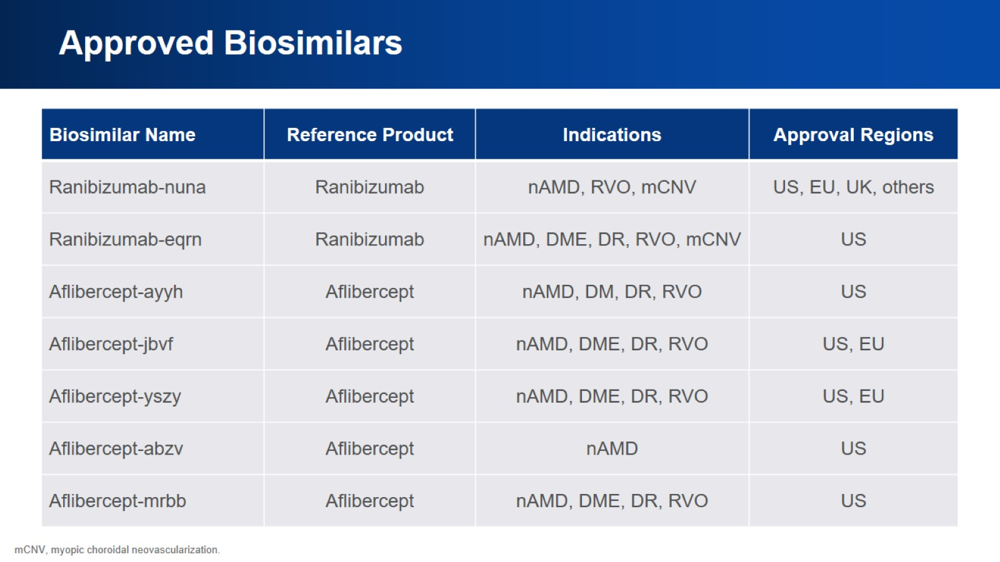 Approved Biosimilars
Biosimilar Name Reference Product Indications Approval Regions
Ranibizumab-nuna Ranibizumab nAMD, RVO, mCNV US, EU, UK, others
Ranibizumab-eqrn Ranibizumab nAMD, DME, DR, RVO, mCNV US
Aflibercept-ayyh Aflibercept nAMD, DM, DR, RVO US
Aflibercept-jbvf Aflibercept nAMD, DME, DR, RVO US, EU
Aflibercept-yszy Aflibercept nAMD, DME, DR, RVO US, EU
Aflibercept-abzv Aflibercept nAMD US
Aflibercept-mrbb Aflibercept nAMD, DME, DR, RVO US
mCNV, myopic choroidal neovascularization.